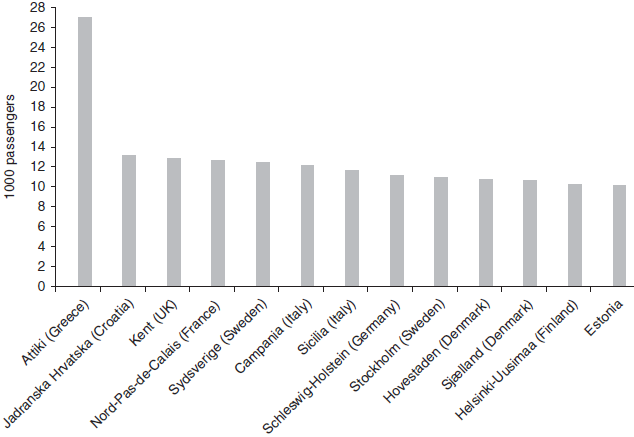 1000 passengers
28
26
24
22
20
18
16
14
12
10
8
6
4
2
0
Attiki (Greece)
Jadranska Hrvatska (Croatia)
Kent (UK)
Nord-Pas-de-Calais (France)
Sydsverige (Sweden)
Campania (Italy)
Sicilia (Italy)
Schleswig-Holstein (Germany)
Stockholm (Sweden)
Hovestaden (Denmark)
Sjælland (Denmark)
Helsinki-Uusimaa (Finland)
Estonia